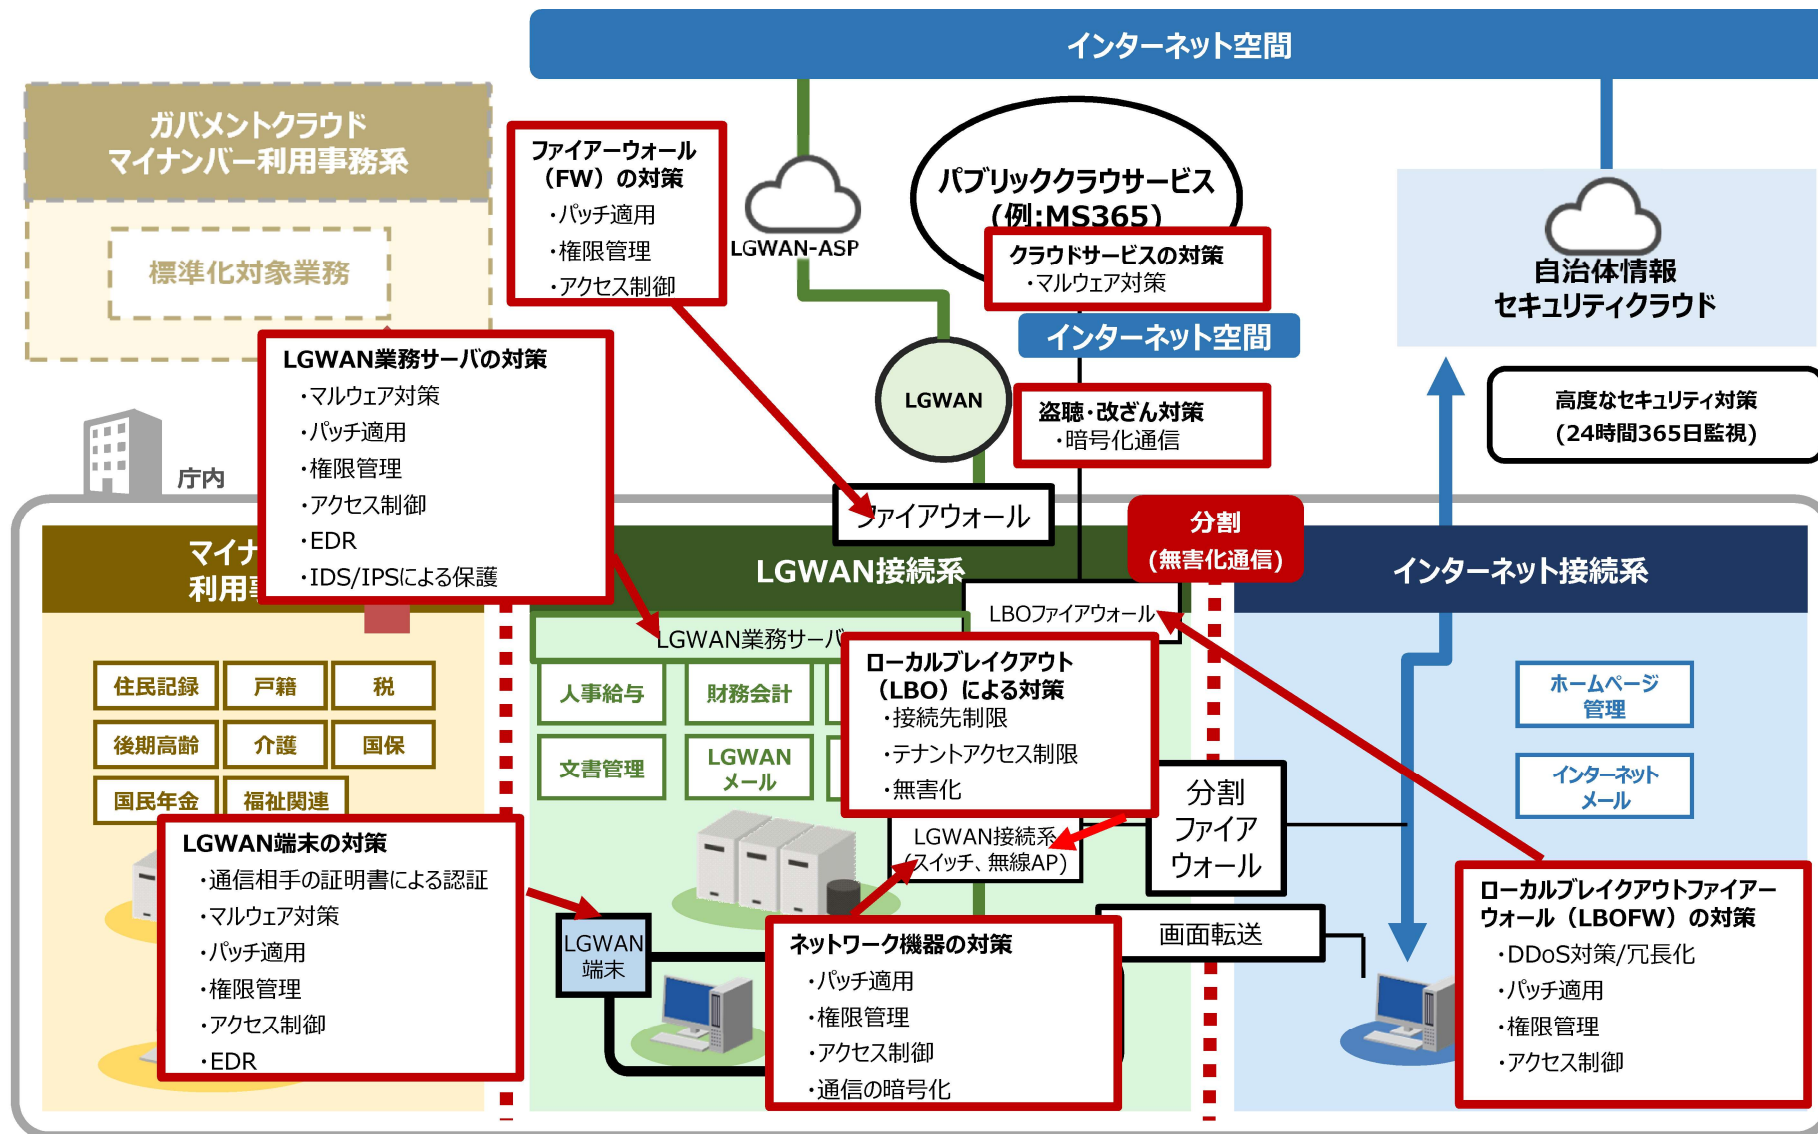 インターネット空間
ガバメントクラウド
マイナンバー利用事務系
標準化対象業務
ファイアーウォール
（FW）の対策
・パッチ適用
・権限管理
・アクセス制御
LGWAN-ASP
パブリッククラウサービス
(例:MS365)
クラウドサービスの対策
・マルウェア対策
インターネット空間
盗聴・改ざん対策
・暗号化通信
自治体情報
セキュリティクラウド
高度なセキュリティ対策
(24時間365日監視)
LGWAN
LGWAN業務サーバの対策
・マルウェア対策
・パッチ適用
・権限管理
・アクセス制御
・EDR
・IDS/IPSによる保護
庁内
ファイアウォール
分割
(無害化通信)
マイナ
利用事
LGWAN接続系
インターネット接続系
LBOファイアウォール
LGWAN業務サーバ
住民記録
戸籍
税
後期高齢
介護
国保
国民年金
福祉関連
人事給与
財務会計
文書管理
LGWAN
メール
ローカルブレイクアウト
（LBO）による対策
・接続先制限
・テナントアクセス制限
・無害化
ホームページ
管理
インターネット
メール
分割
ファイア
ウォール
LGWAN接続系
(スイッチ、無線AP)
LGWAN端末の対策
・通信相手の証明書による認証
・マルウェア対策
・パッチ適用
・権限管理
・アクセス制御
・EDR
LGWAN
端末
ネットワーク機器の対策
・パッチ適用
・権限管理
・アクセス制御
・通信の暗号化
画面転送
ローカルブレイクアウトファイアー
ウォール（LBOFW）の対策
・DDoS対策/冗長化
・パッチ適用
・権限管理
・アクセス制御